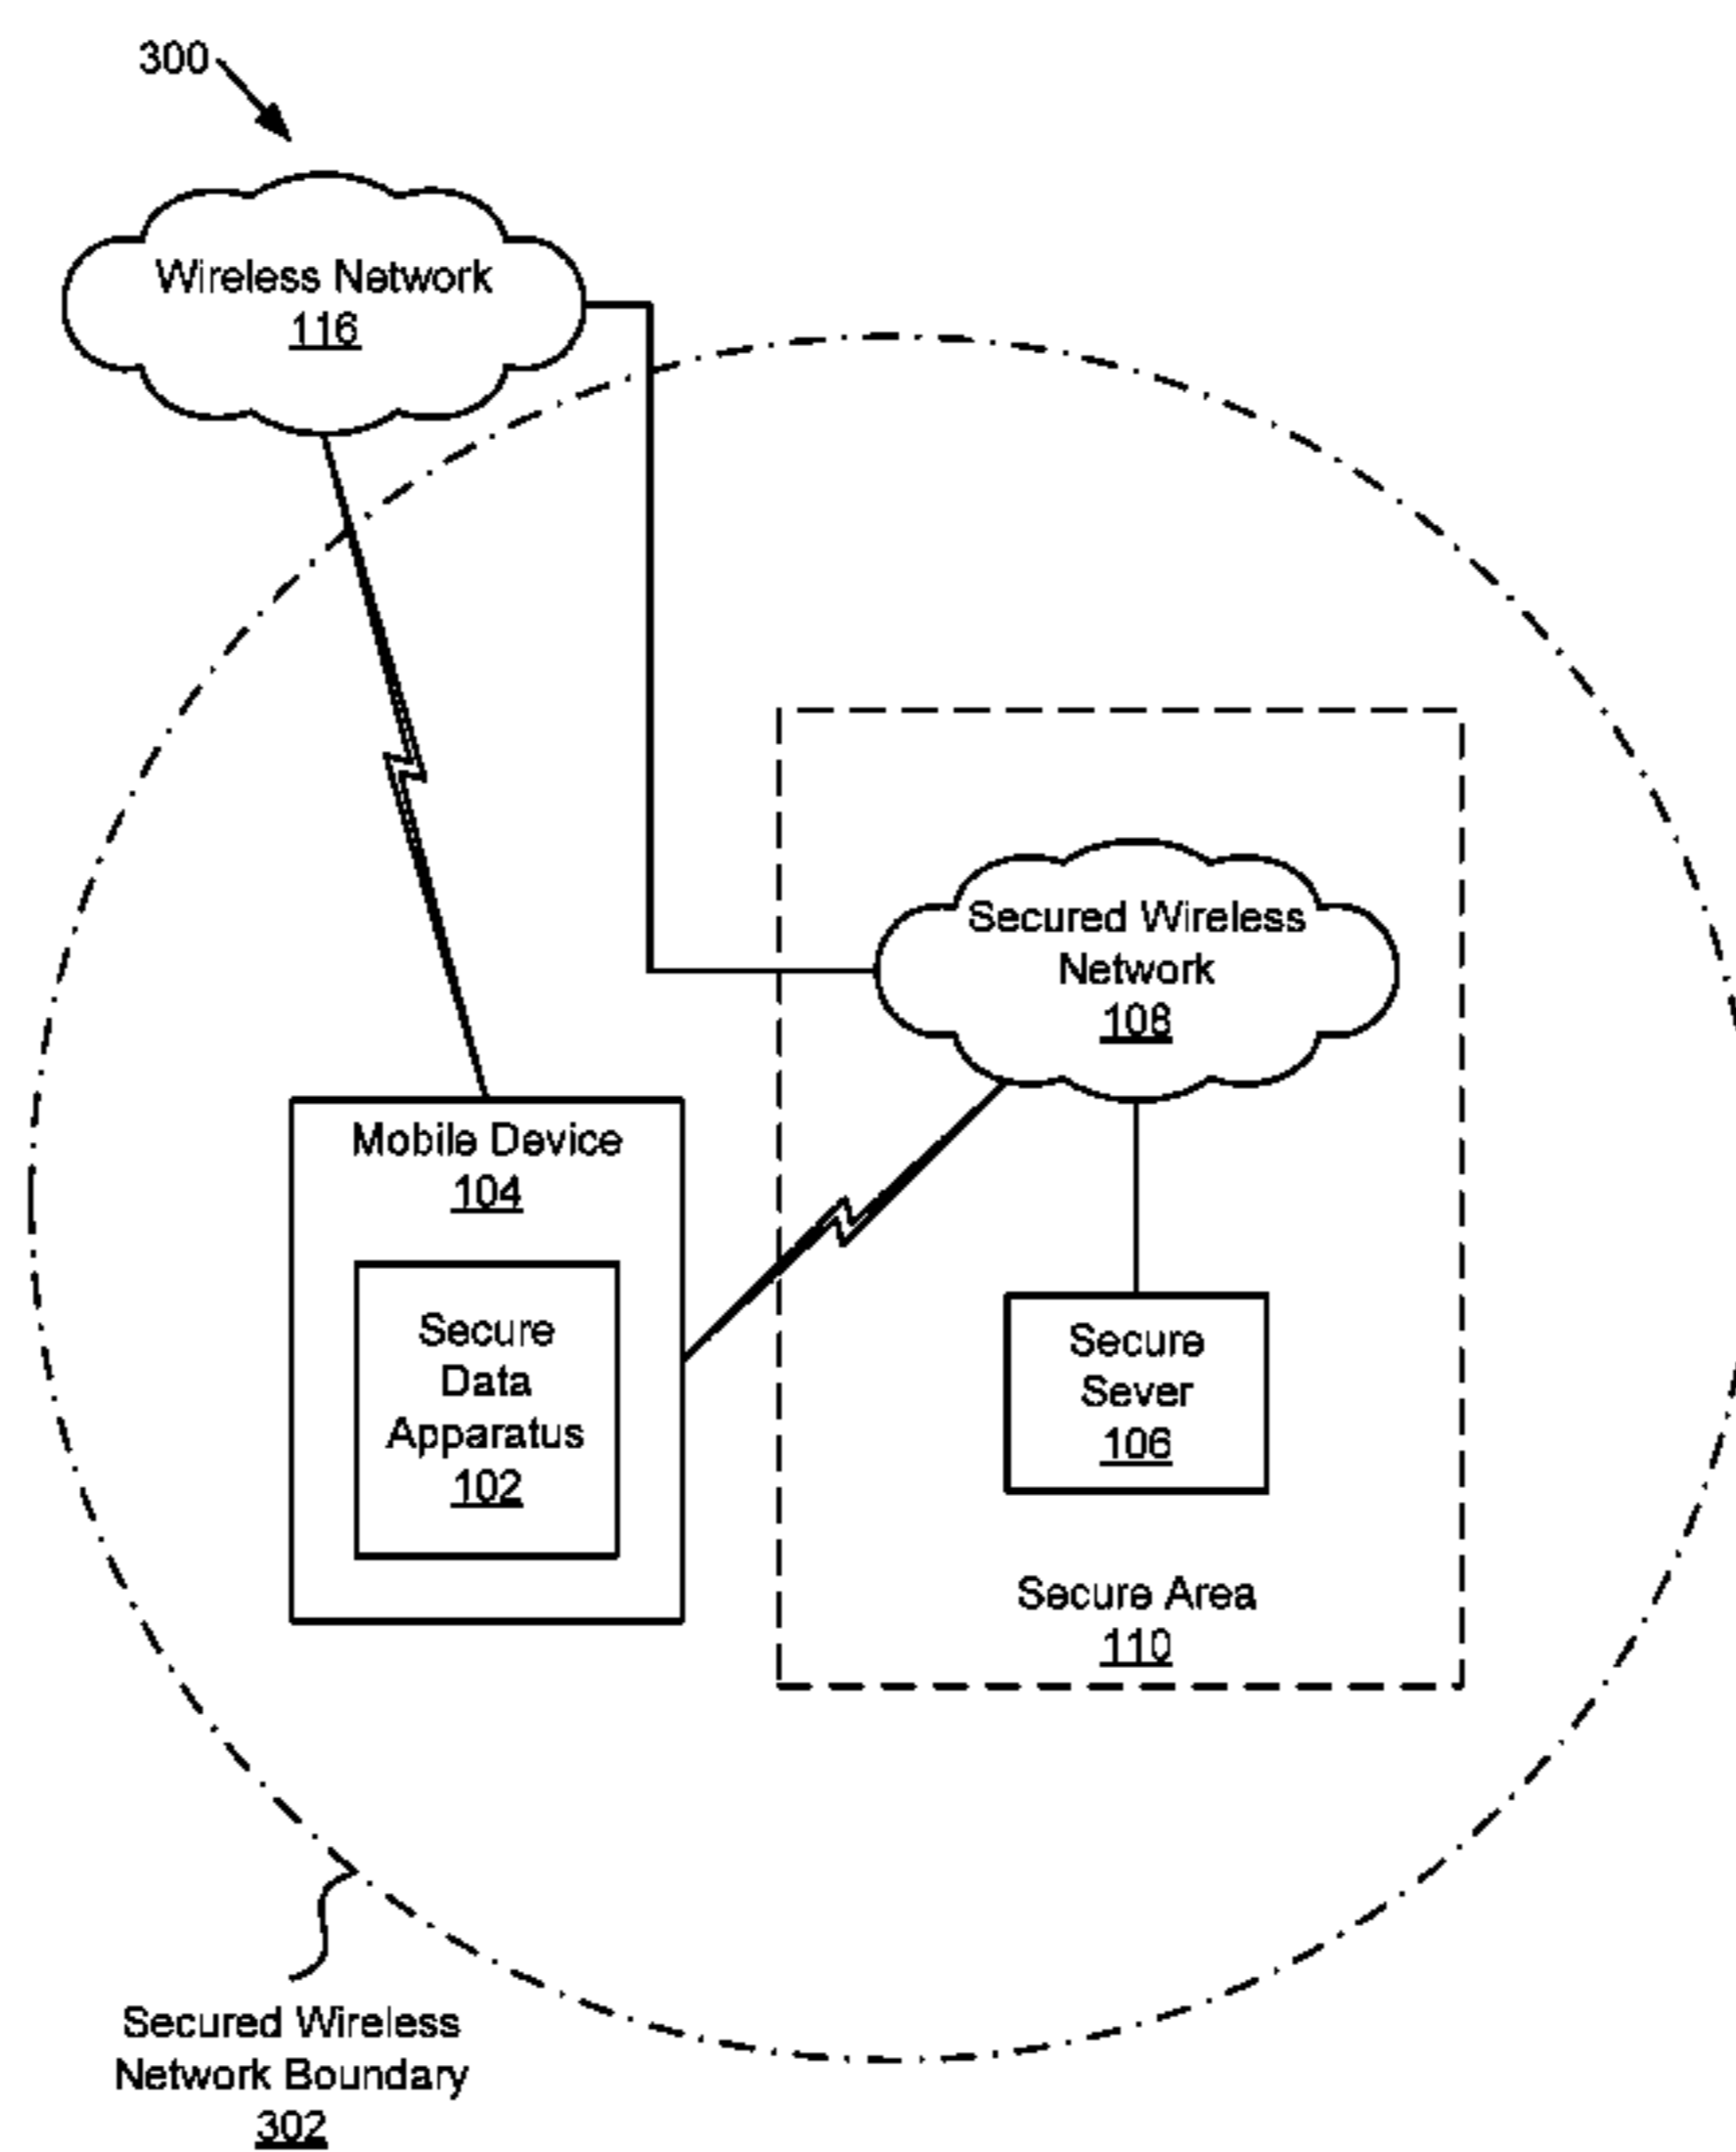 300
Wireless Network
116
Secured Wireless
Network
108
Mobile Device
104
Secure
Data
Apparatus
102
Secure
Sever
106
Secure Area
110
Secured Wireless
Network Boundary
302